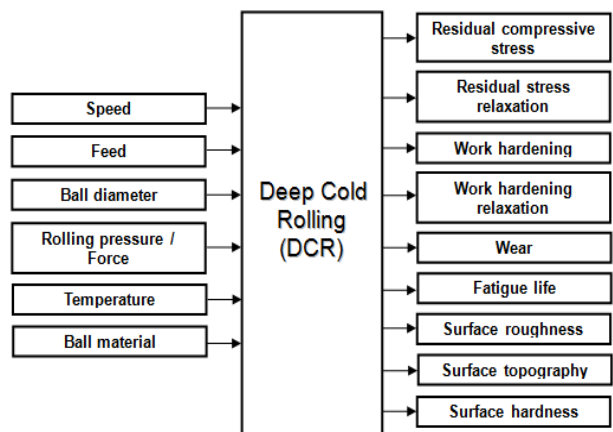 Speed
Feed
Ball diameter
Rolling pressure /
Force
Temperature
Ball material
Deep Cold
Rolling
(DCR)
Residual compressive
stress
Residual stress
relaxation
Work hardening
Work hardening
relaxation
Wear
Fatigue life
Surface roughness
Surface topography
Surface hardness